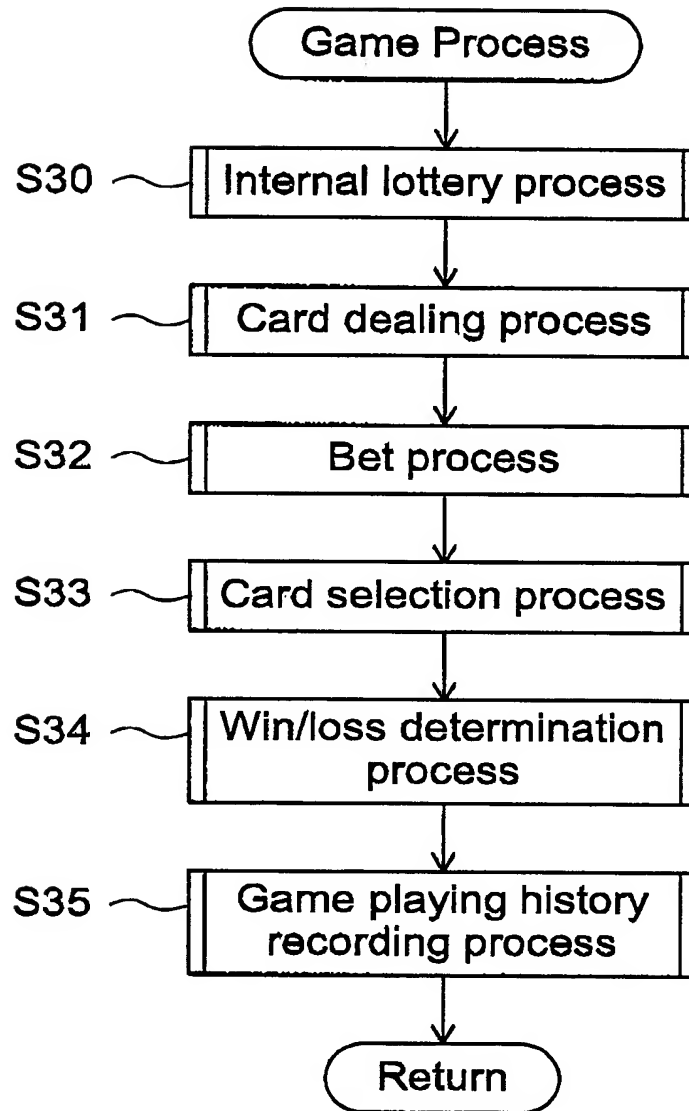 Game Process
S30 Internal lottery process
S31 Card dealing process
S32 Bet process
S33 Card selection process
S34 Win/loss determination
process
S35 Game playing history
recording process
Return